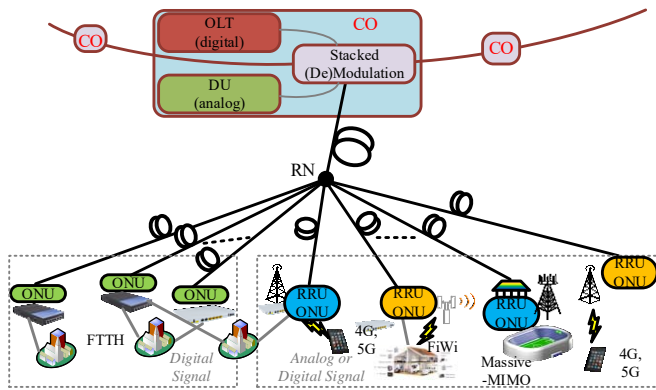 OLT
(digital)
CO
CO
CO
Stacked
(De)Modulation
DU
(analog)
RN
ONU
ONU
ONU
RRU
ONU
RRU
ONU
RRU
ONU
RRU
ONU
FTTH
4G,
5G
FiWi
Digital
Signal
Analog or
Digital Signal
Massive
-MIMO
4G,
5G